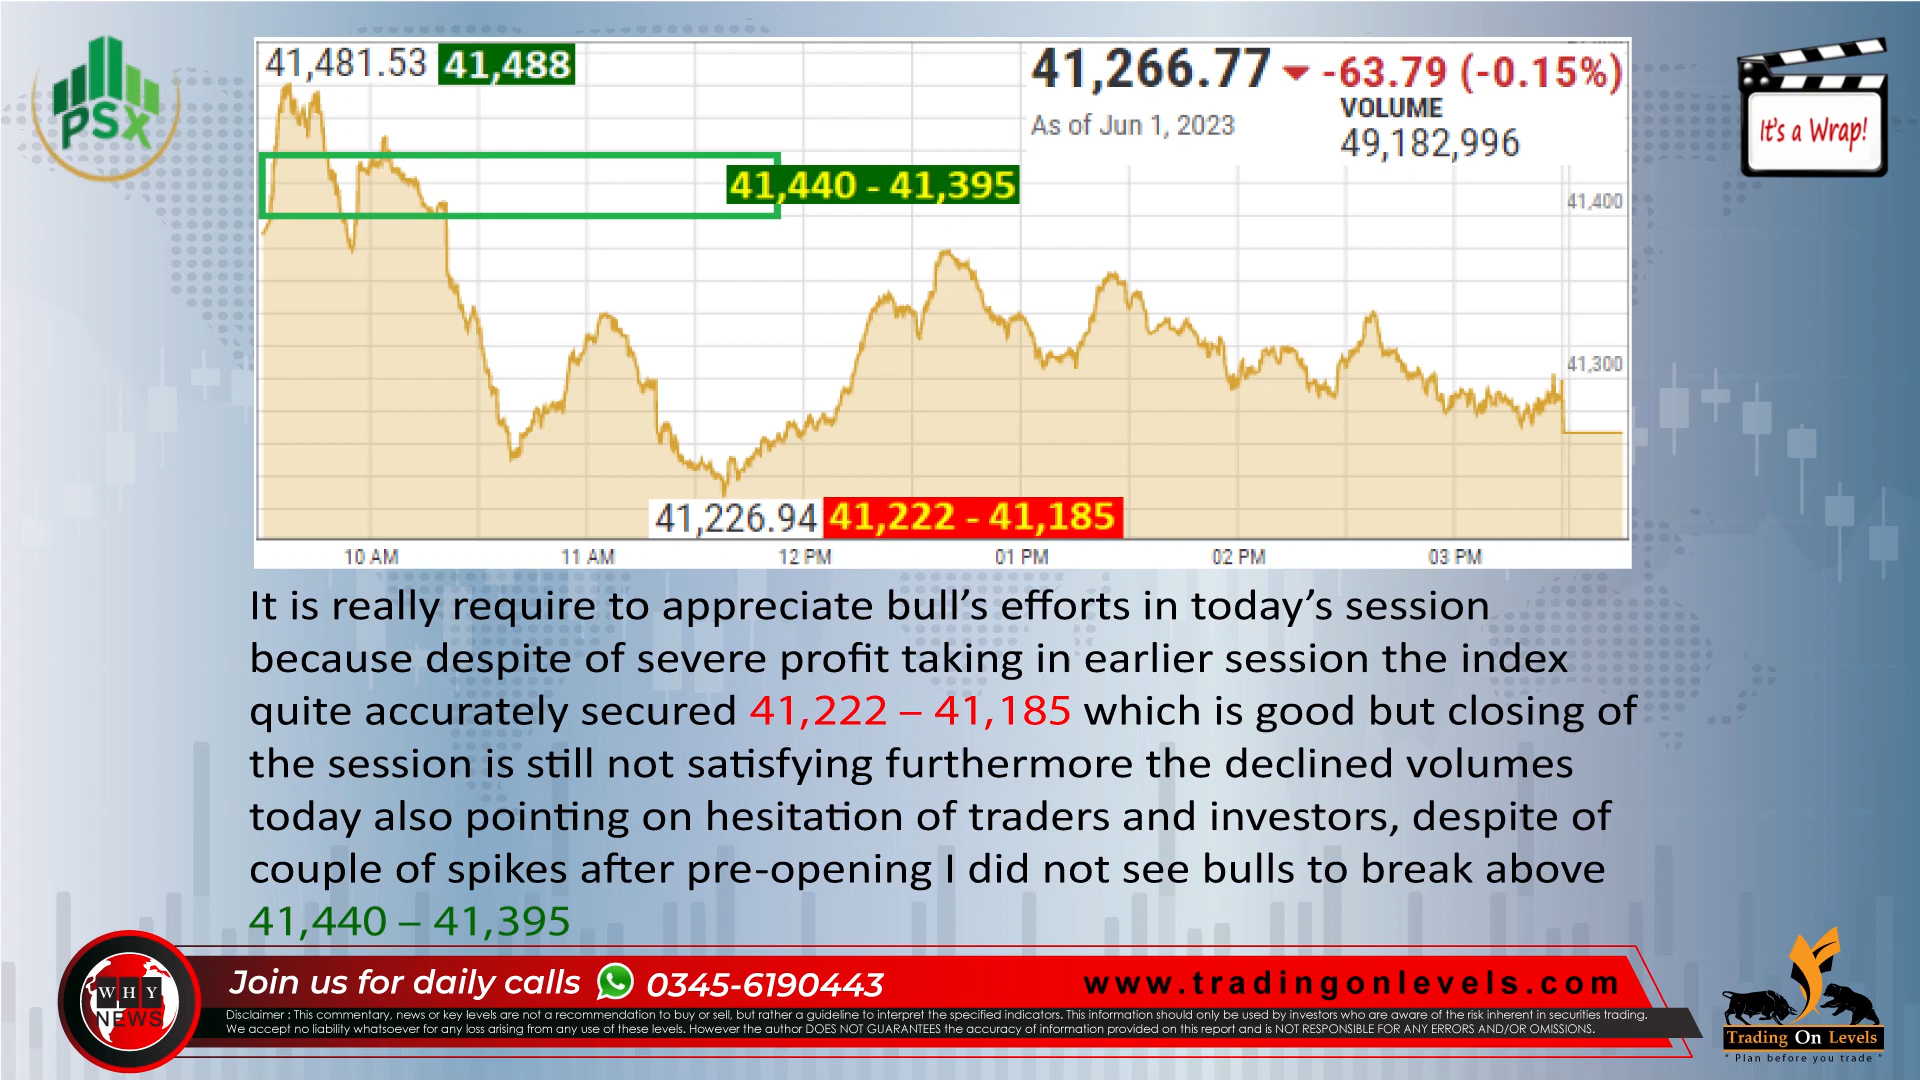 PSX
41,481.53 41,488
41,266.77 -63.79 (-0.15%)
As of Jun 1, 2023
VOLUME
49,182,996
It's a Wrap!
41,440 - 41,395
41,400
41,300
41,226.94 41,222 - 41,185
10 AM 11 AM 12 PM 01 PM 02 PM 03 PM
It is really require to appreciate bull’s efforts in today’s session
because despite of severe profit taking in earlier session the index
quite accurately secured 41,222 – 41,185 which is good but closing of
the session is still not satisfying furthermore the declined volumes
today also pointing on hesitation of traders and investors, despite of
couple of spikes after pre-opening I did not see bulls to break above
41,440 – 41,395
WHY
NEWS
Join us for daily calls 0345-6190443 www.tradingonlevels.com
Disclaimer : This commentary, news or key levels are not a recommendation to buy or sell, but rather a guideline to interpret the specified indicators. This information should only be used by investors who are aware of the risk inherent in securities trading.
We accept no liability whatsoever for any loss arising from any use of these levels. However the author DOES NOT GUARANTEES the accuracy of information provided on this report and is NOT RESPONSIBLE FOR ANY ERRORS AND/OR OMISSIONS.
Trading On Levels
" Plan before you trade "